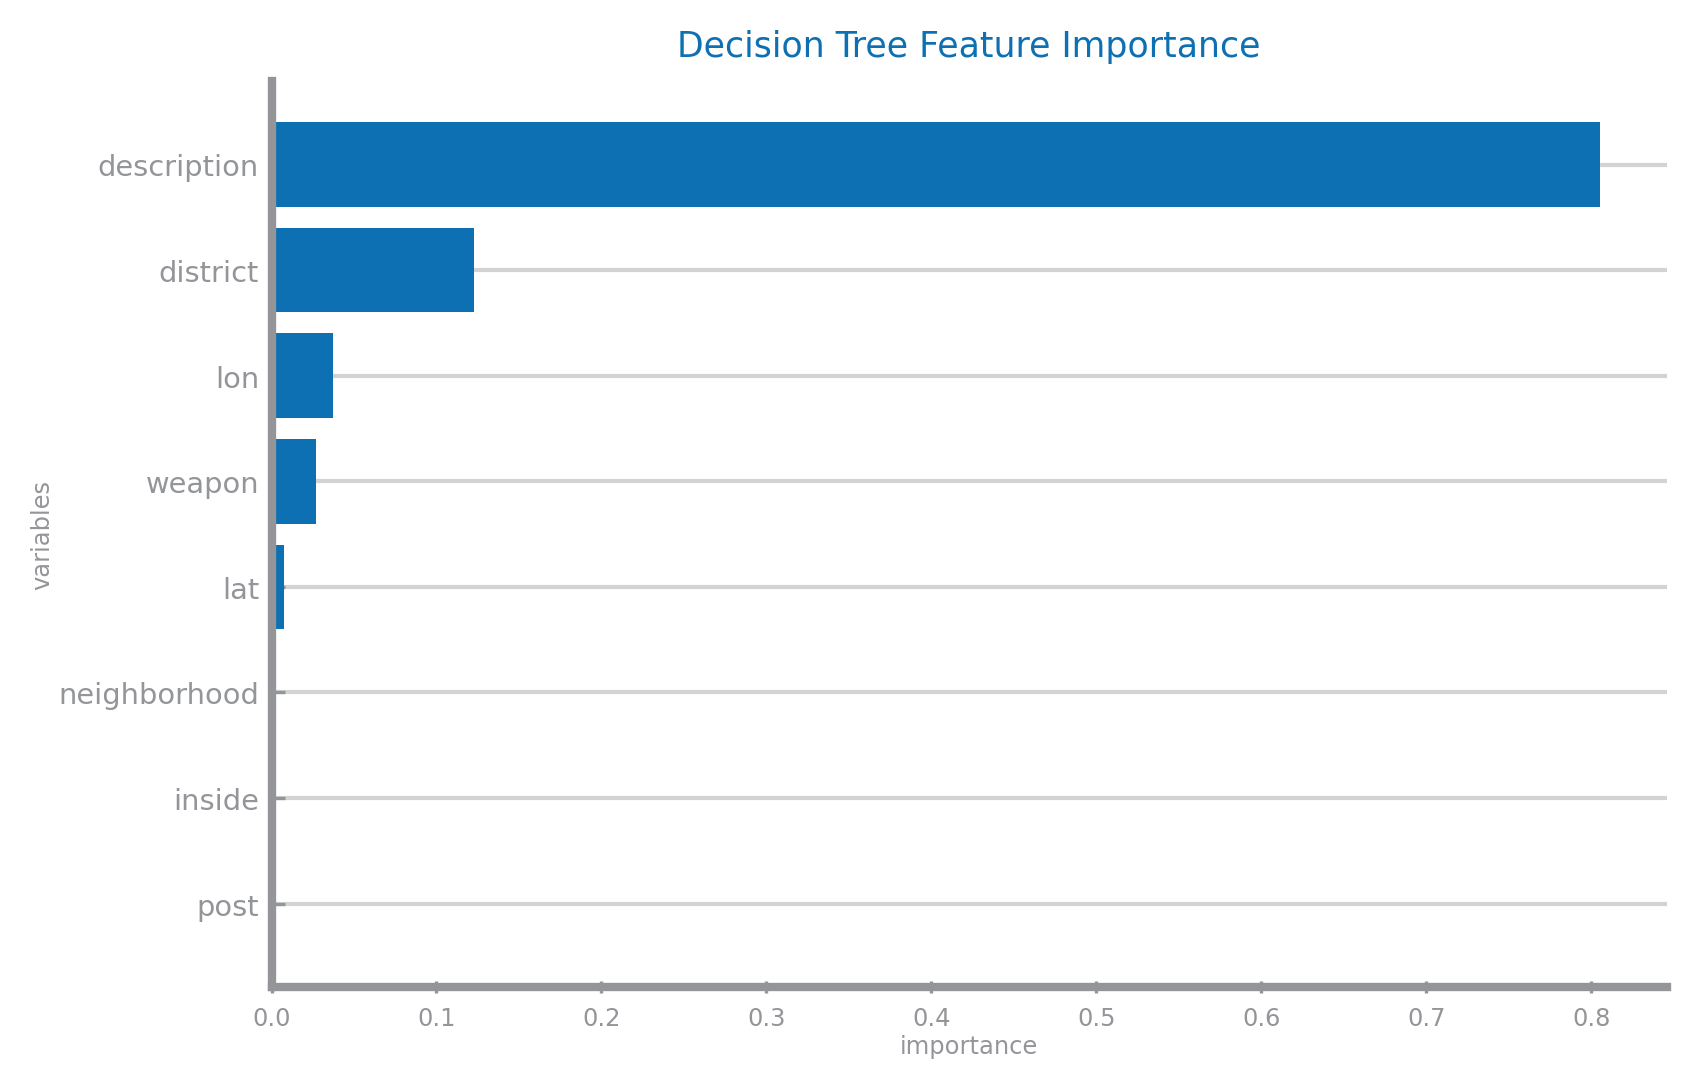 Decision Tree Feature Importance
description
district
lon
weapon
lat
neighborhood
inside
post
variables
0.0 0.1 0.2 0.3 0.4 0.5 0.6 0.7 0.8
importance